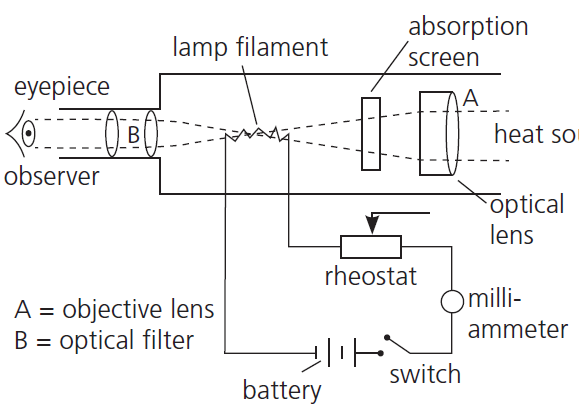 absorption
screen
lamp filament
eyepiece
A
B
heat sou
observer
optical
lens
rheostat
A = objective lens
B = optical filter
milli-
ammeter
switch
battery